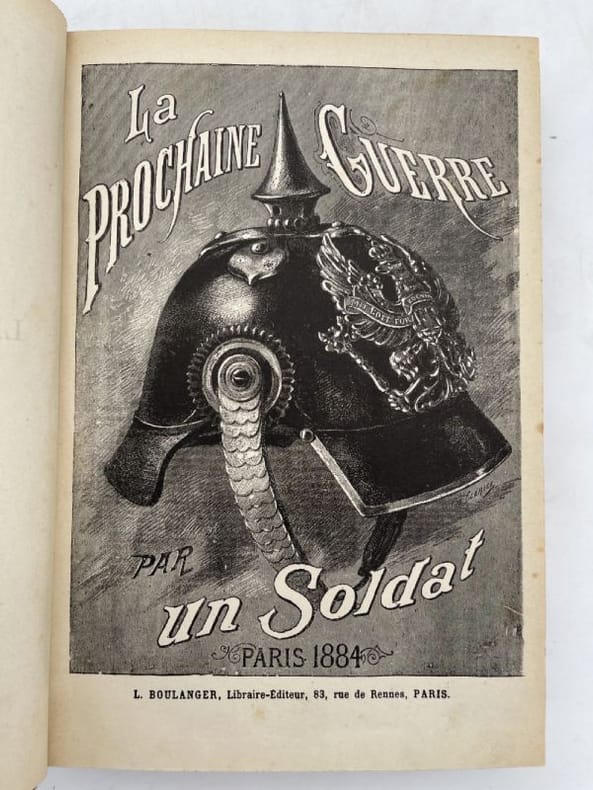 La
PROCHAINE GUERRE
PAR
un Soldat
PARIS 1884
L. BOULANGER, Libraire-Éditeur, 83, rue de Rennes, PARIS.